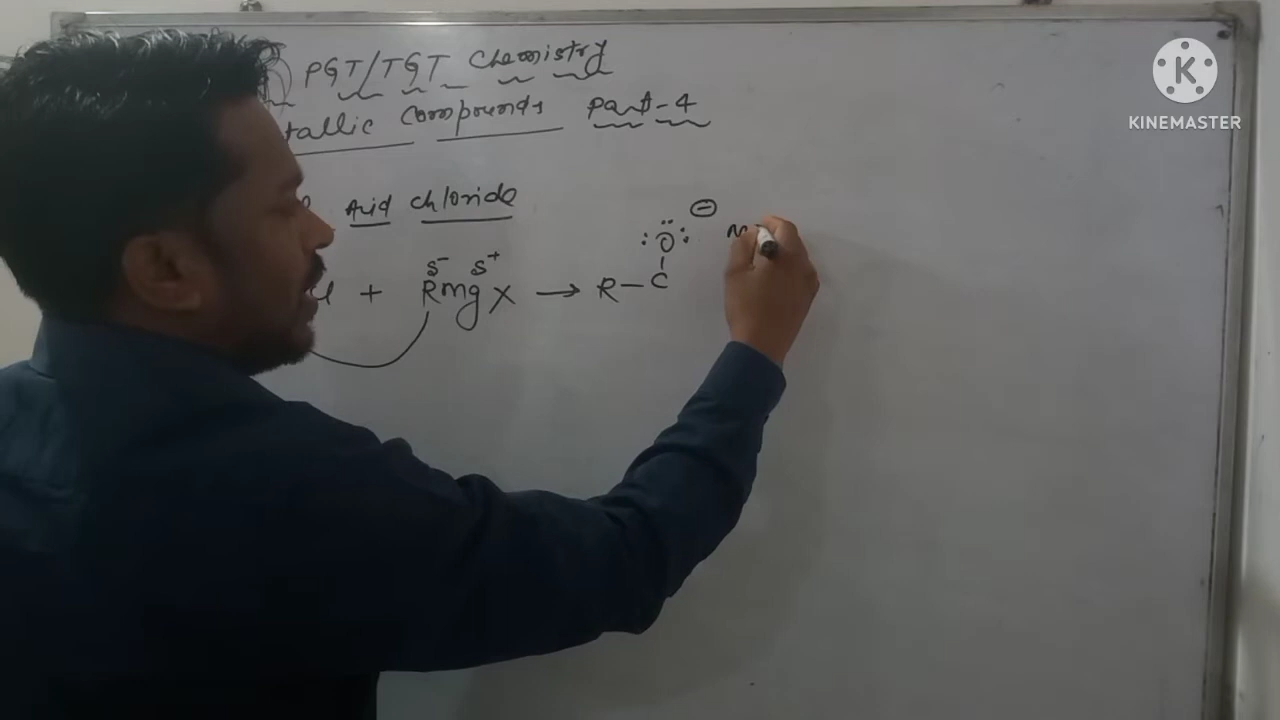 PGT/TGT Chemistry
tallic Compounds Part-4
Acid Chloride
+ RmgX → R-C
:Ö: ⊖
S⁻ S⁺
KINEMASTER